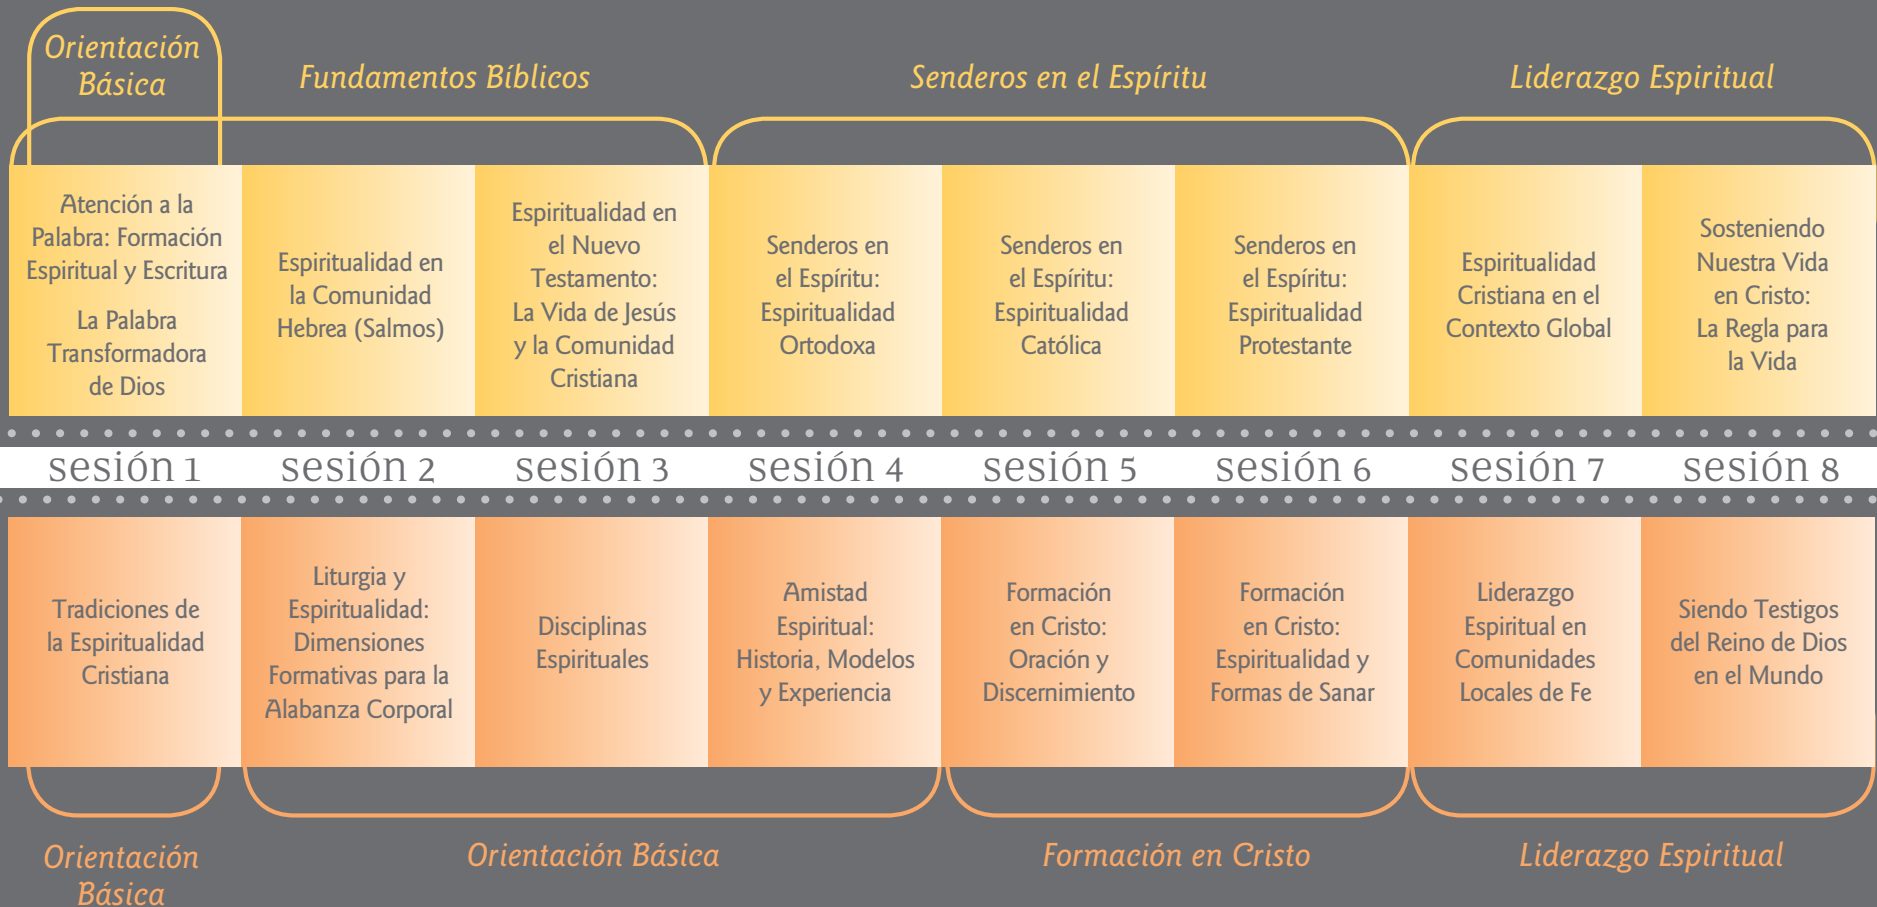 Orientación
Básica
Fundamentos Bíblicos
Senderos en el Espíritu
Liderazgo Espiritual
Atención a la
Palabra: Formación
Espiritual y Escritura
La Palabra
Transformadora
de Dios
Espiritualidad en
la Comunidad
Hebrea (Salmos)
Espiritualidad en
el Nuevo
Testamento:
La Vida de Jesús
y la Comunidad
Cristiana
Senderos en
el Espíritu:
Espiritualidad
Ortodoxa
Senderos en
el Espíritu:
Espiritualidad
Católica
Senderos en
el Espíritu:
Espiritualidad
Protestante
Espiritualidad
Cristiana en el
Contexto Global
Sosteniendo
Nuestra Vida
en Cristo:
La Regla para
la Vida
sesión 1
sesión 2
sesión 3
sesión 4
sesión 5
sesión 6
sesión 7
sesión 8
Tradiciones de
la Espiritualidad
Cristiana
Liturgia y
Espiritualidad:
Dimensiones
Formativas para la
Alabanza Corporal
Disciplinas
Espirituales
Amistad
Espiritual:
Historia, Modelos
y Experiencia
Formación
en Cristo:
Oración y
Discernimiento
Formación
en Cristo:
Espiritualidad y
Formas de Sanar
Liderazgo
Espiritual en
Comunidades
Locales de Fe
Siendo Testigos
del Reino de Dios
en el Mundo
Orientación
Básica
Orientación Básica
Formación en Cristo
Liderazgo Espiritual